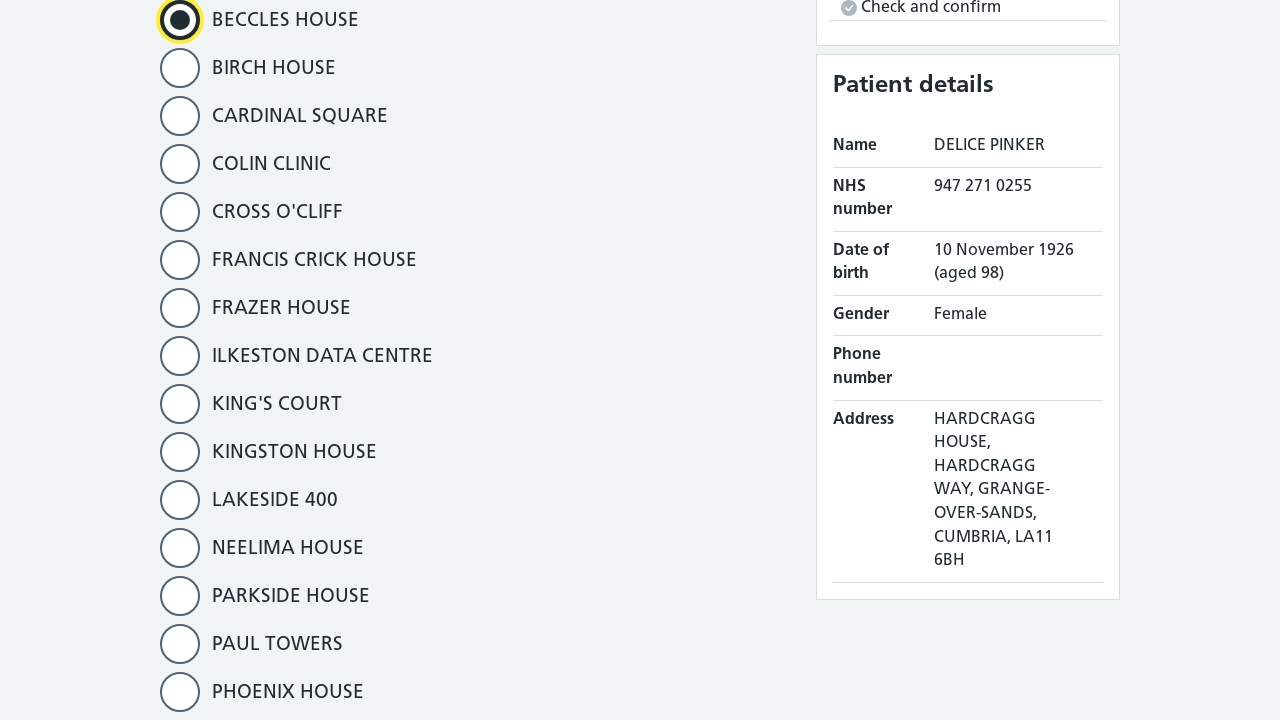 BECCLES HOUSE
BIRCH HOUSE
CARDINAL SQUARE
COLIN CLINIC
CROSS O'CLIFF
FRANCIS CRICK HOUSE
FRAZER HOUSE
ILKESTON DATA CENTRE
KING'S COURT
KINGSTON HOUSE
LAKESIDE 400
NEELIMA HOUSE
PARKSIDE HOUSE
PAUL TOWERS
PHOENIX HOUSE
Check and confirm
Patient details
Name DELICE PINKER
NHS number 947 271 0255
Date of birth 10 November 1926
(aged 98)
Gender Female
Phone number
Address HARDCRAGG
HOUSE,
HARDCRAGG
WAY, GRANGE-
OVER-SANDS,
CUMBRIA, LA11
6BH